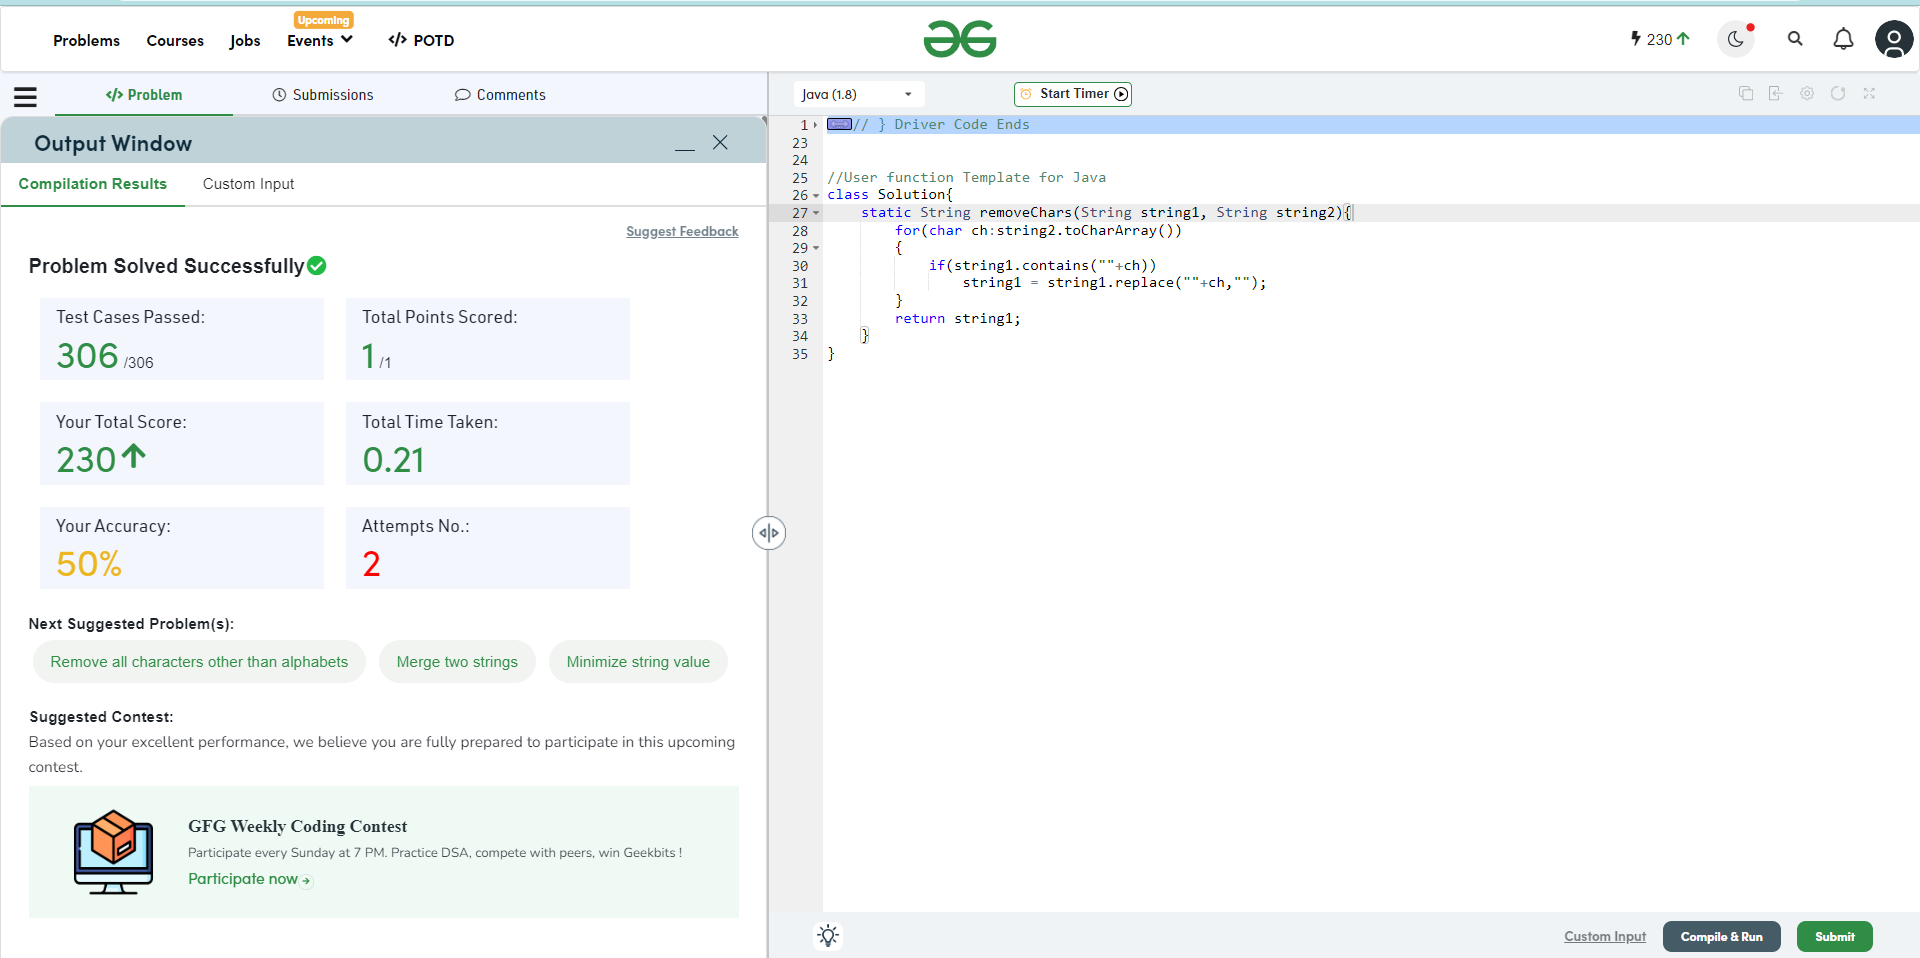 Upcoming
Problems Courses Jobs Events </> POTD
230
</> Problem Submissions Comments
Output Window
Compilation Results Custom Input
Suggest Feedback
Problem Solved Successfully
Test Cases Passed:
306 /306
Total Points Scored:
1 /1
Your Total Score:
230
Total Time Taken:
0.21
Your Accuracy:
50%
Attempts No.:
2
Next Suggested Problem(s):
Remove all characters other than alphabets Merge two strings Minimize string value
Suggested Contest:
Based on your excellent performance, we believe you are fully prepared to participate in this upcoming
contest.
GFG Weekly Coding Contest
Participate every Sunday at 7 PM. Practice DSA, compete with peers, win Geekbits !
Participate now
Java (1.8) Start Timer
1 // } Driver Code Ends
23
24
25 //User function Template for Java
26 class Solution{
27 static String removeChars(String string1, String string2){
28 for(char ch:string2.toCharArray())
29 {
30 if(string1.contains(""+ch))
31 string1 = string1.replace(""+ch,"");
32 }
33 return string1;
34 }
35 }
Custom Input Compile & Run Submit